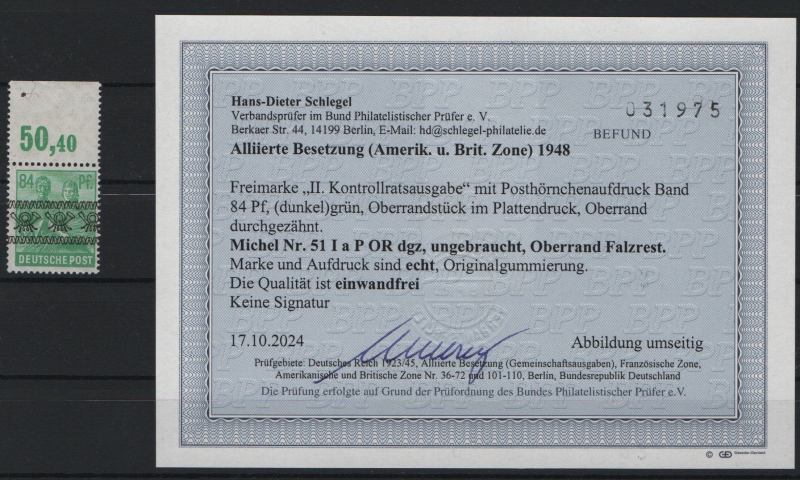 50,40
84 Pf.
DEUTSCHE POST
Hans-Dieter Schlegel
Verbandsprüfer im Bund Philatelistischer Prüfer e. V.
Berkaer Str. 44, 14199 Berlin, E-Mail: hd@schlegel-philatelie.de
031975
BEFUND
Alliierte Besetzung (Amerik. u. Brit. Zone) 1948
Freimarke „II. Kontrollratsausgabe“ mit Posthörnchenaufdruck Band
84 Pf, (dunkel)grün, Oberrandstück im Plattendruck, Oberrand
durchgezähnt.
Michel Nr. 51 I a P OR dgz, ungebraucht, Oberrand Falzrest.
Marke und Aufdruck sind echt, Originalgummierung.
Die Qualität ist einwandfrei
Keine Signatur
17.10.2024
Abbildung umseitig
Prüfgebiete: Deutsches Reich 1923/45, Alliierte Besetzung (Gemeinschaftsausgaben), Französische Zone,
Amerikanische und Britische Zone Nr. 36-72 und 101-110, Berlin, Bundesrepublik Deutschland
Die Prüfung erfolgte auf Grund der Prüfordnung des Bundes Philatelistischer Prüfer e.V.